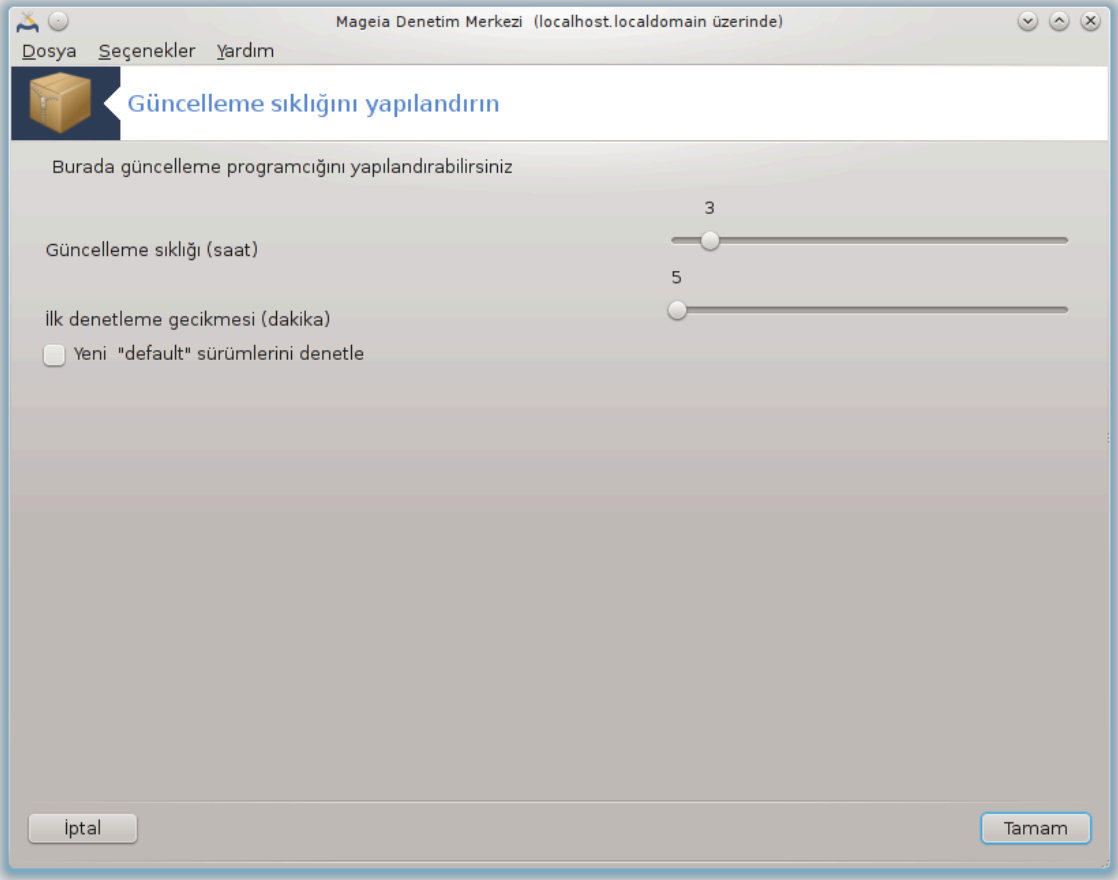 Mageia Denetim Merkezi (localhost.localdomain üzerinde)
Dosya Seçenekler Yardım
Güncelleme sıklığını yapılandırın
Burada güncelleme programcığını yapılandırabilirsiniz
3
Güncelleme sıklığı (saat)
5
İlk denetleme gecikmesi (dakika)
Yeni "default" sürümlerini denetle
İptal Tamam